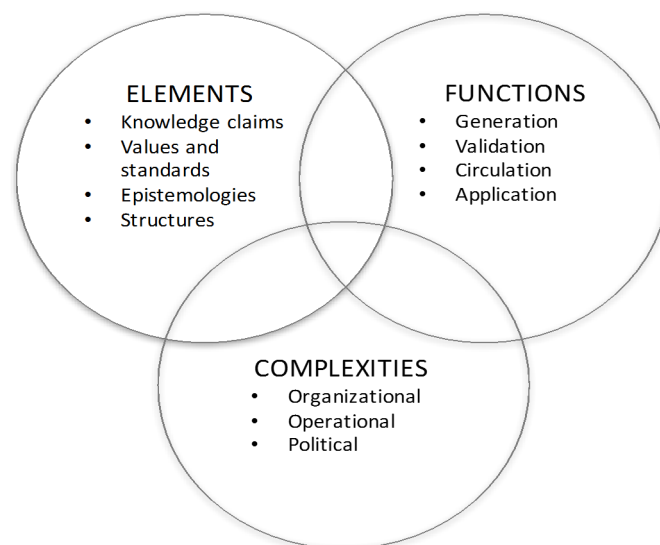 ELEMENTS
• Knowledge claims
• Values and
standards
• Epistemologies
• Structures
FUNCTIONS
• Generation
• Validation
• Circulation
• Application
COMPLEXITIES
• Organizational
• Operational
• Political